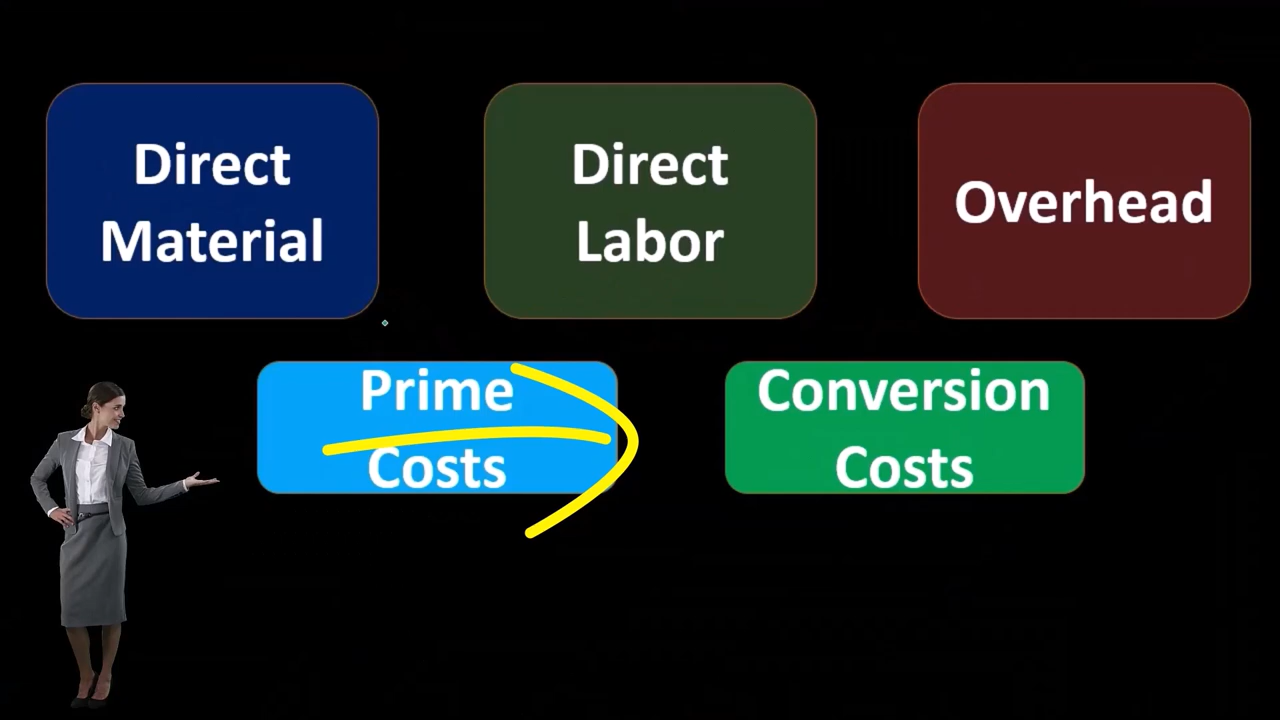 Direct
Material
Direct
Labor
Overhead
Prime
Costs
Conversion
Costs